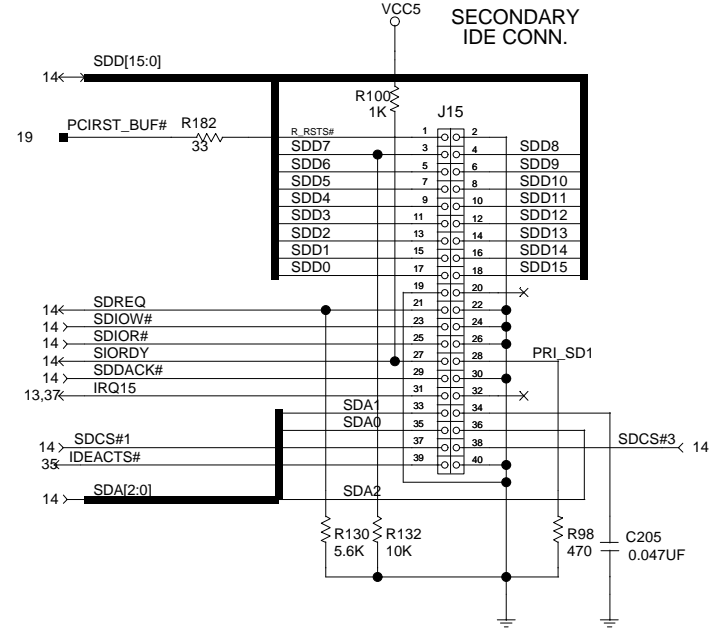 VCC5
SECONDARY
IDE CONN.
14 SDD[15:0]
R100
1K
J15
19 PCIRST_BUF# R182
33
R_RSTS# 1 2
SDD7 3 4 SDD8
SDD6 5 6 SDD9
SDD5 7 8 SDD10
SDD4 9 10 SDD11
SDD3 11 12 SDD12
SDD2 13 14 SDD13
SDD1 15 16 SDD14
SDD0 17 18 SDD15
19 20
14 SDREQ 21 22
14 SDIOW# 23 24
14 SDIOR# 25 26
14 SIORDY 27 28 PRI_SD1
14 SDDACK# 29 30
13,37 IRQ15 31 32
SDA1 33 34
SDA0 35 36
14 SDCS#1 37 38 SDCS#3 14
35 IDEACTS# 39 40
14 SDA[2:0] SDA2
R130
5.6K
R132
10K
R98
470
C205
0.047UF